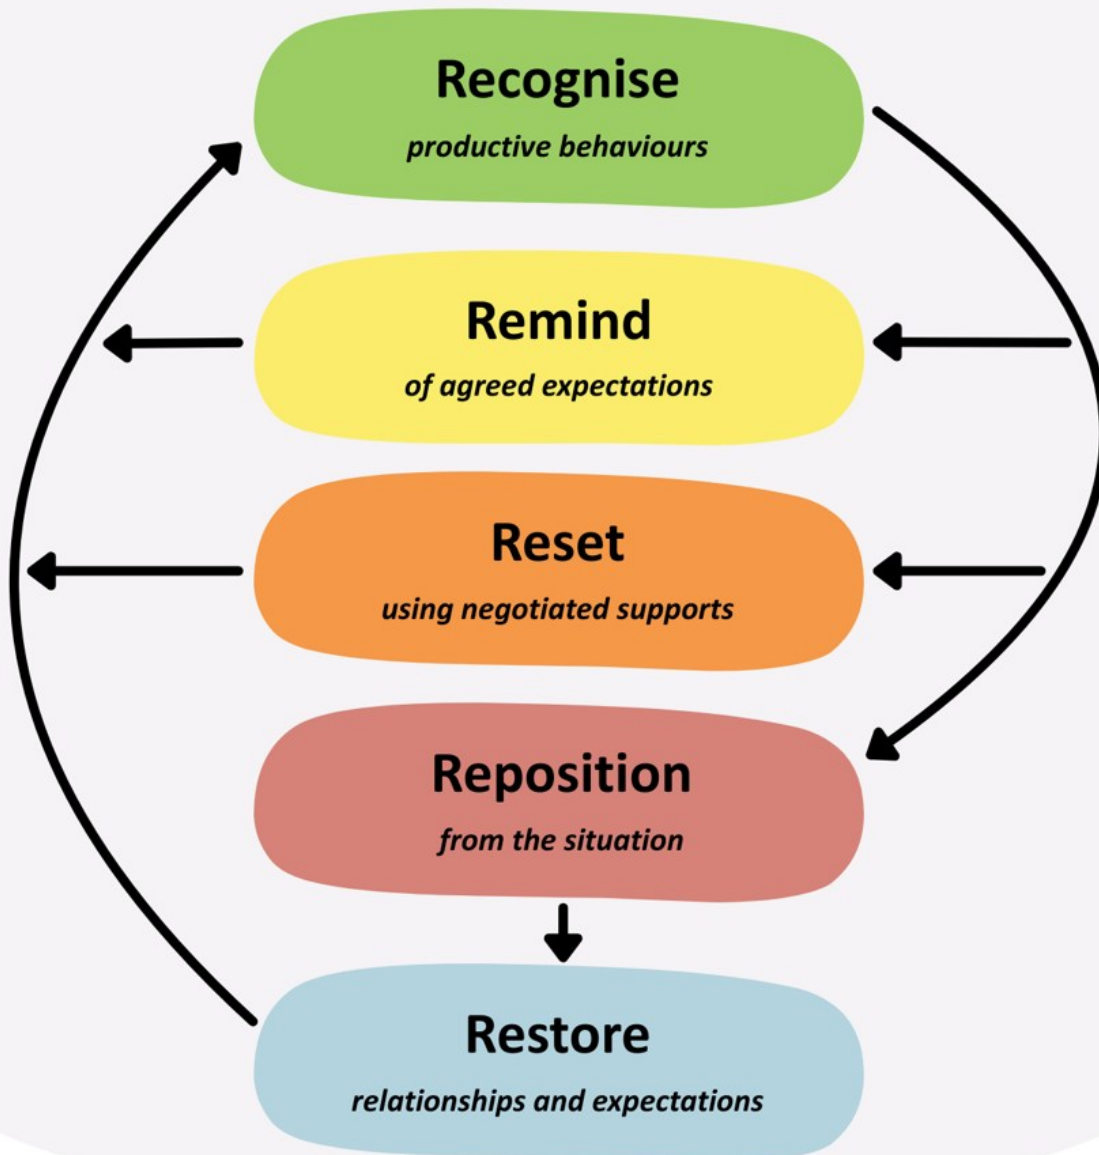 Recognise
productive behaviours
Remind
of agreed expectations
Reset
using negotiated supports
Reposition
from the situation
Restore
relationships and expectations